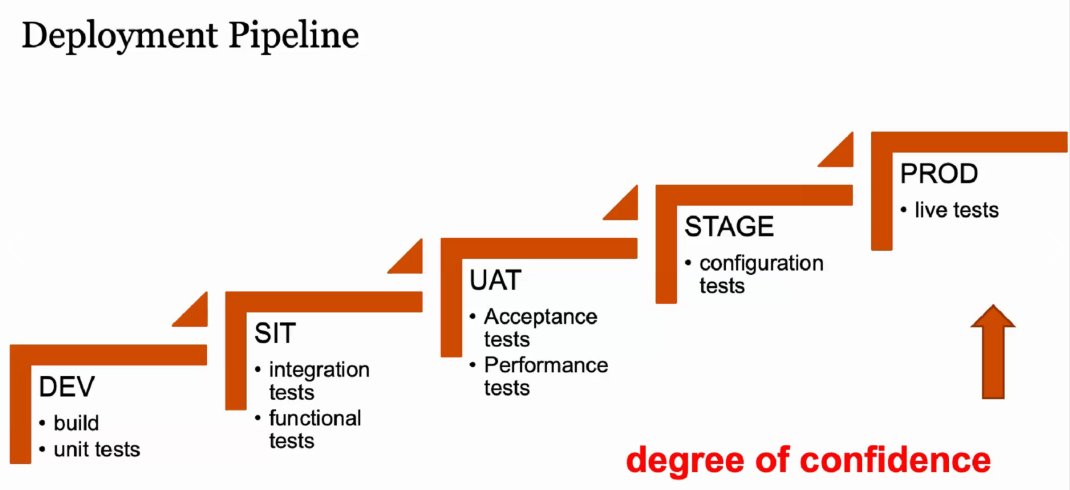 Deployment Pipeline
DEV
• build
• unit tests
SIT
• integration
tests
• functional
tests
UAT
• Acceptance
tests
• Performance
tests
STAGE
• configuration
tests
PROD
• live tests
degree of confidence